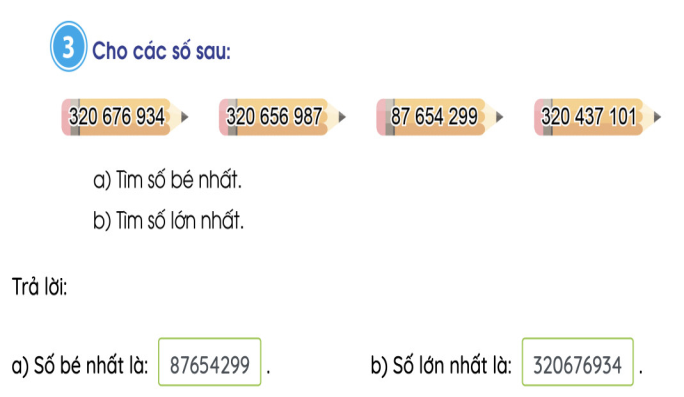 3 Cho các số sau:
320 676 934 320 656 987 87 654 299 320 437 101
a) Tìm số bé nhất.
b) Tìm số lớn nhất.
Trả lời:
a) Số bé nhất là: 87654299 . b) Số lớn nhất là: 320676934 .